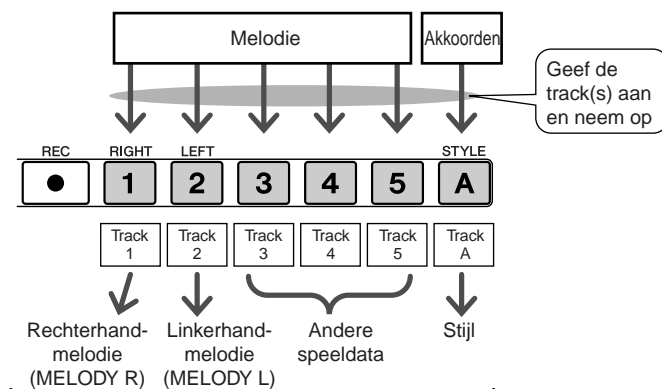 Melodie
Akkoorden
Geef de
track(s) aan
en neem op
REC RIGHT LEFT STYLE
1 2 3 4 5 A
Track 1
Track 2
Track 3
Track 4
Track 5
Track A
Rechterhand-
melodie
(MELODY R)
Linkerhand-
melodie
(MELODY L)
Andere
speeldata
Stijl